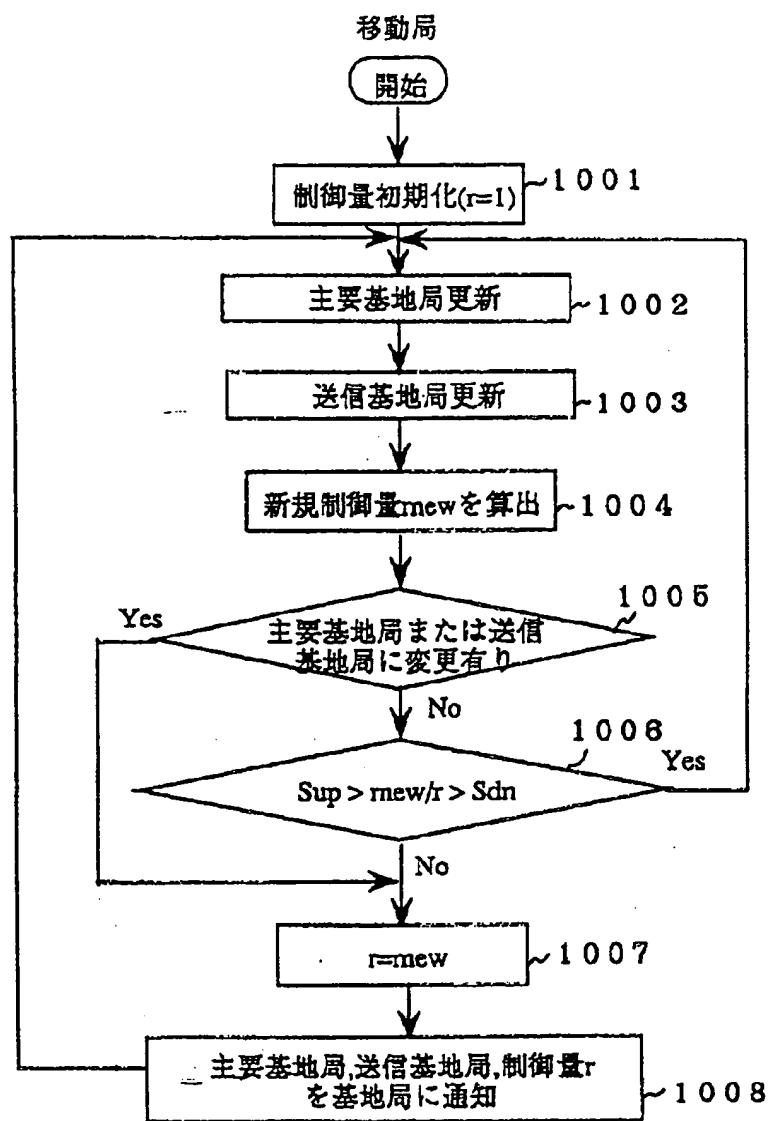 移動局
開始
制御量初期化(r=1)
1001
主要基地局更新
1002
送信基地局更新
1003
新規制御量rnewを算出
1004
Yes
主要基地局または送信
基地局に変更有り
1005
No
1006
Sup > rnew/r > Sdn
Yes
No
r=rnew
1007
主要基地局,送信基地局,制御量r
を基地局に通知
1008